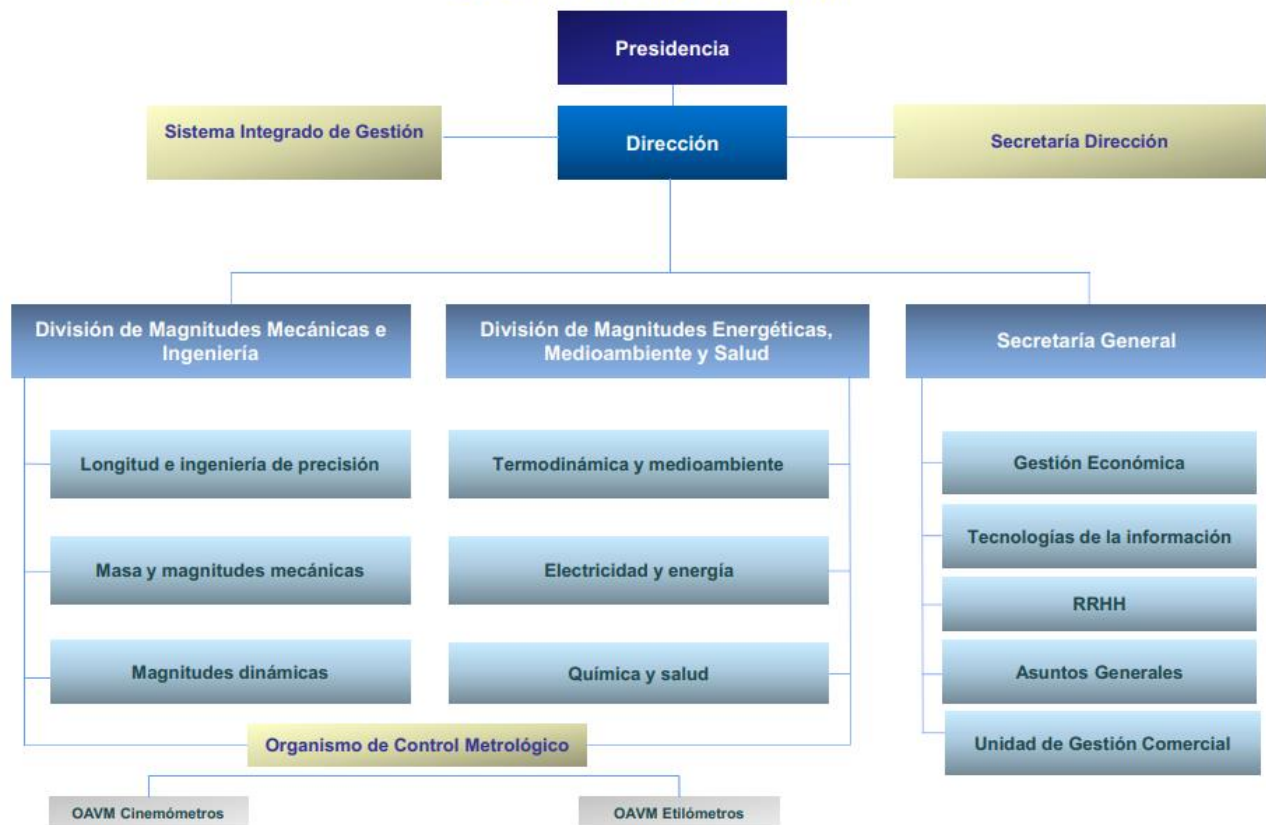 Presidencia
Sistema Integrado de Gestión
Dirección
Secretaría Dirección
División de Magnitudes Mecánicas e
Ingeniería
División de Magnitudes Energéticas,
Medioambiente y Salud
Secretaría General
Longitud e ingeniería de precisión
Masa y magnitudes mecánicas
Magnitudes dinámicas
Termodinámica y medioambiente
Electricidad y energía
Química y salud
Gestión Económica
Tecnologías de la información
RRHH
Asuntos Generales
Unidad de Gestión Comercial
Organismo de Control Metrológico
OAVM Cinemómetros
OAVM Etilómetros